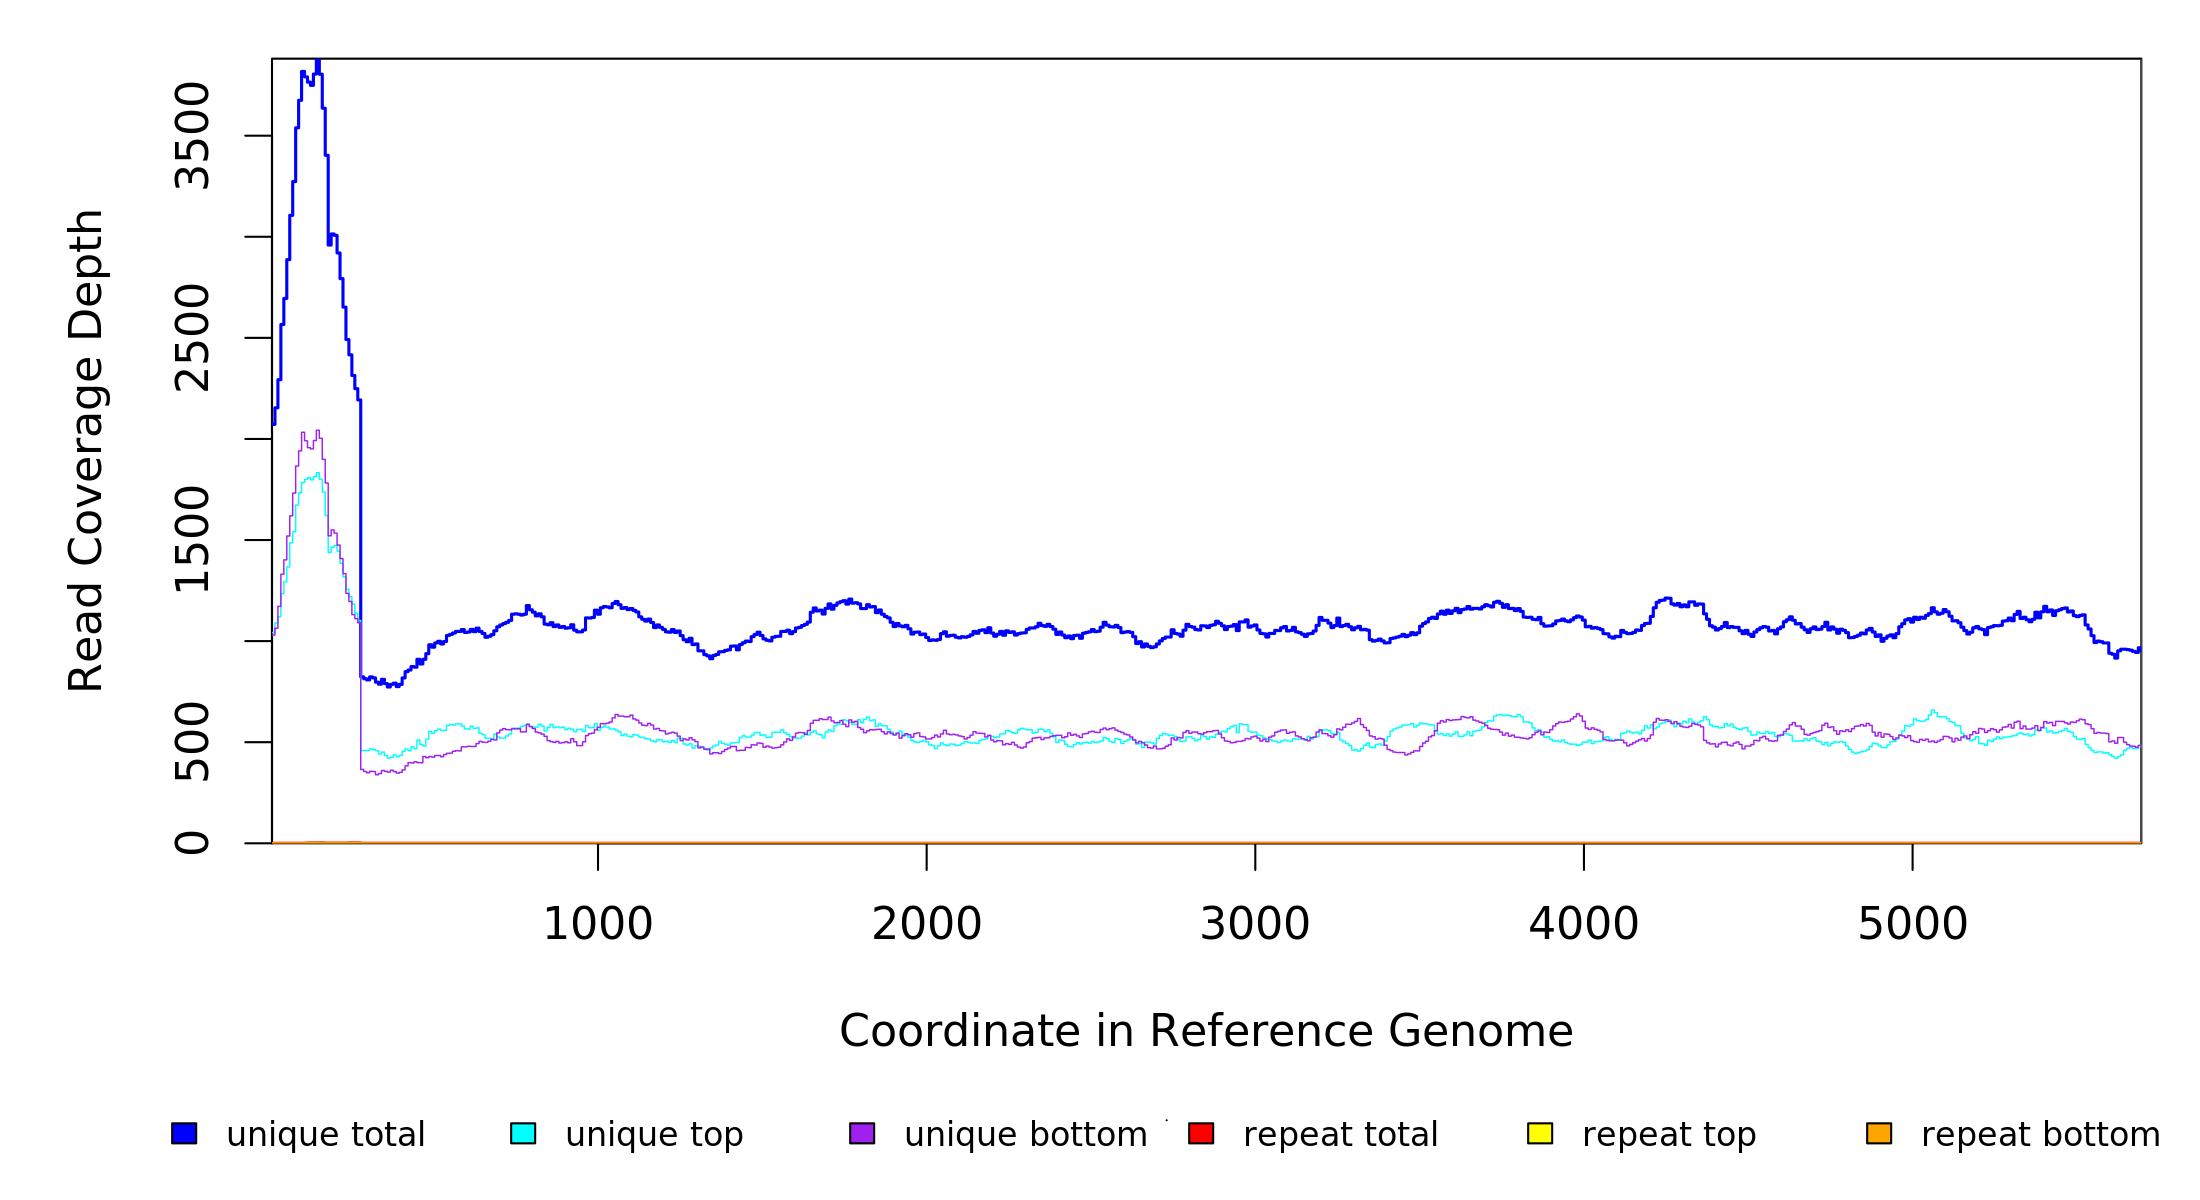 Read Coverage Depth
3500
2500
1500
500
0
1000 2000 3000 4000 5000
Coordinate in Reference Genome
unique total unique top unique bottom repeat total repeat top repeat bottom